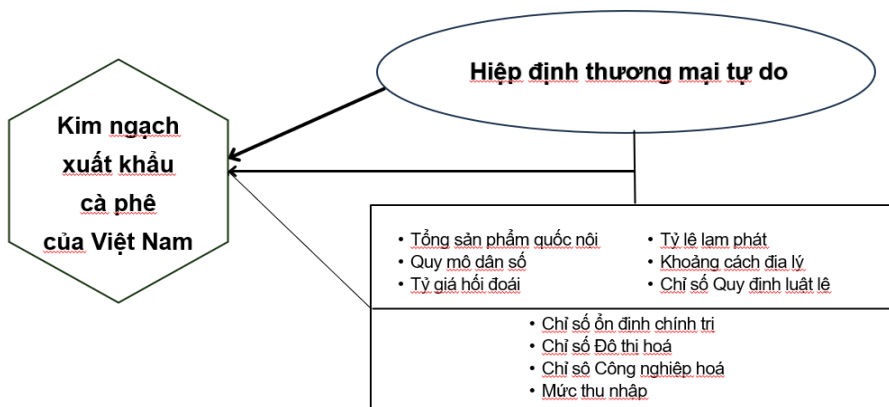 Hiệp định thương mại tự do
Kim ngạch
xuất khẩu
cà phê
của Việt Nam
• Tổng sản phẩm quốc nội
• Quy mô dân số
• Tỷ giá hối đoái
• Tỷ lệ lạm phát
• Khoảng cách địa lý
• Chỉ số Quy định luật lệ
• Chỉ số ổn định chính trị
• Chỉ số Đô thị hoá
• Chỉ sô Công nghiệp hoá
• Mức thu nhập